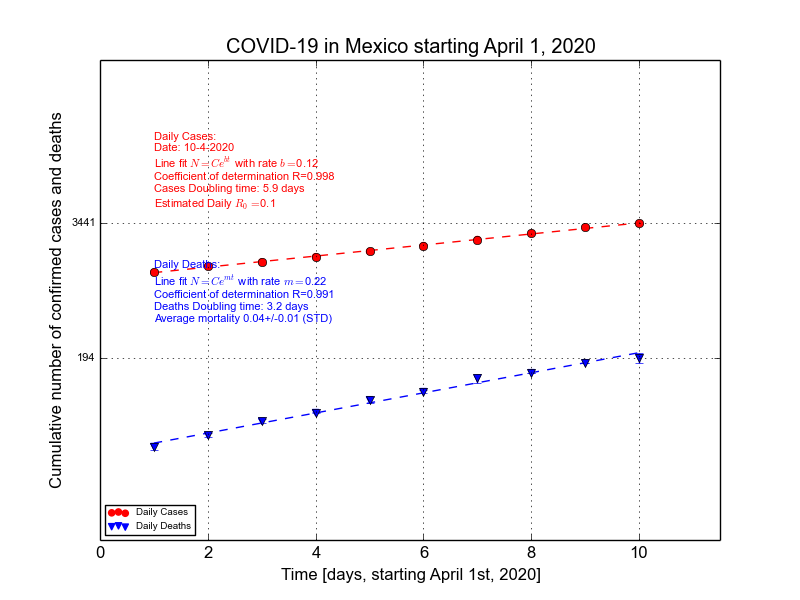 COVID-19 in Mexico starting April 1, 2020
Cumulative number of confirmed cases and deaths
Daily Cases:
Date: 10-4-2020
Line fit N = Ce^{bt} with rate b =0.12
Coefficient of determination R=0.998
Cases Doubling time: 5.9 days
Estimated Daily R_0 =0.1
3441
Daily Deaths:
Line fit N = Ce^{mt} with rate m =0.22
Coefficient of determination R=0.991
Deaths Doubling time: 3.2 days
Average mortality 0.04+/-0.01 (STD)
194
Daily Cases
Daily Deaths
0 2 4 6 8 10
Time [days, starting April 1st, 2020]